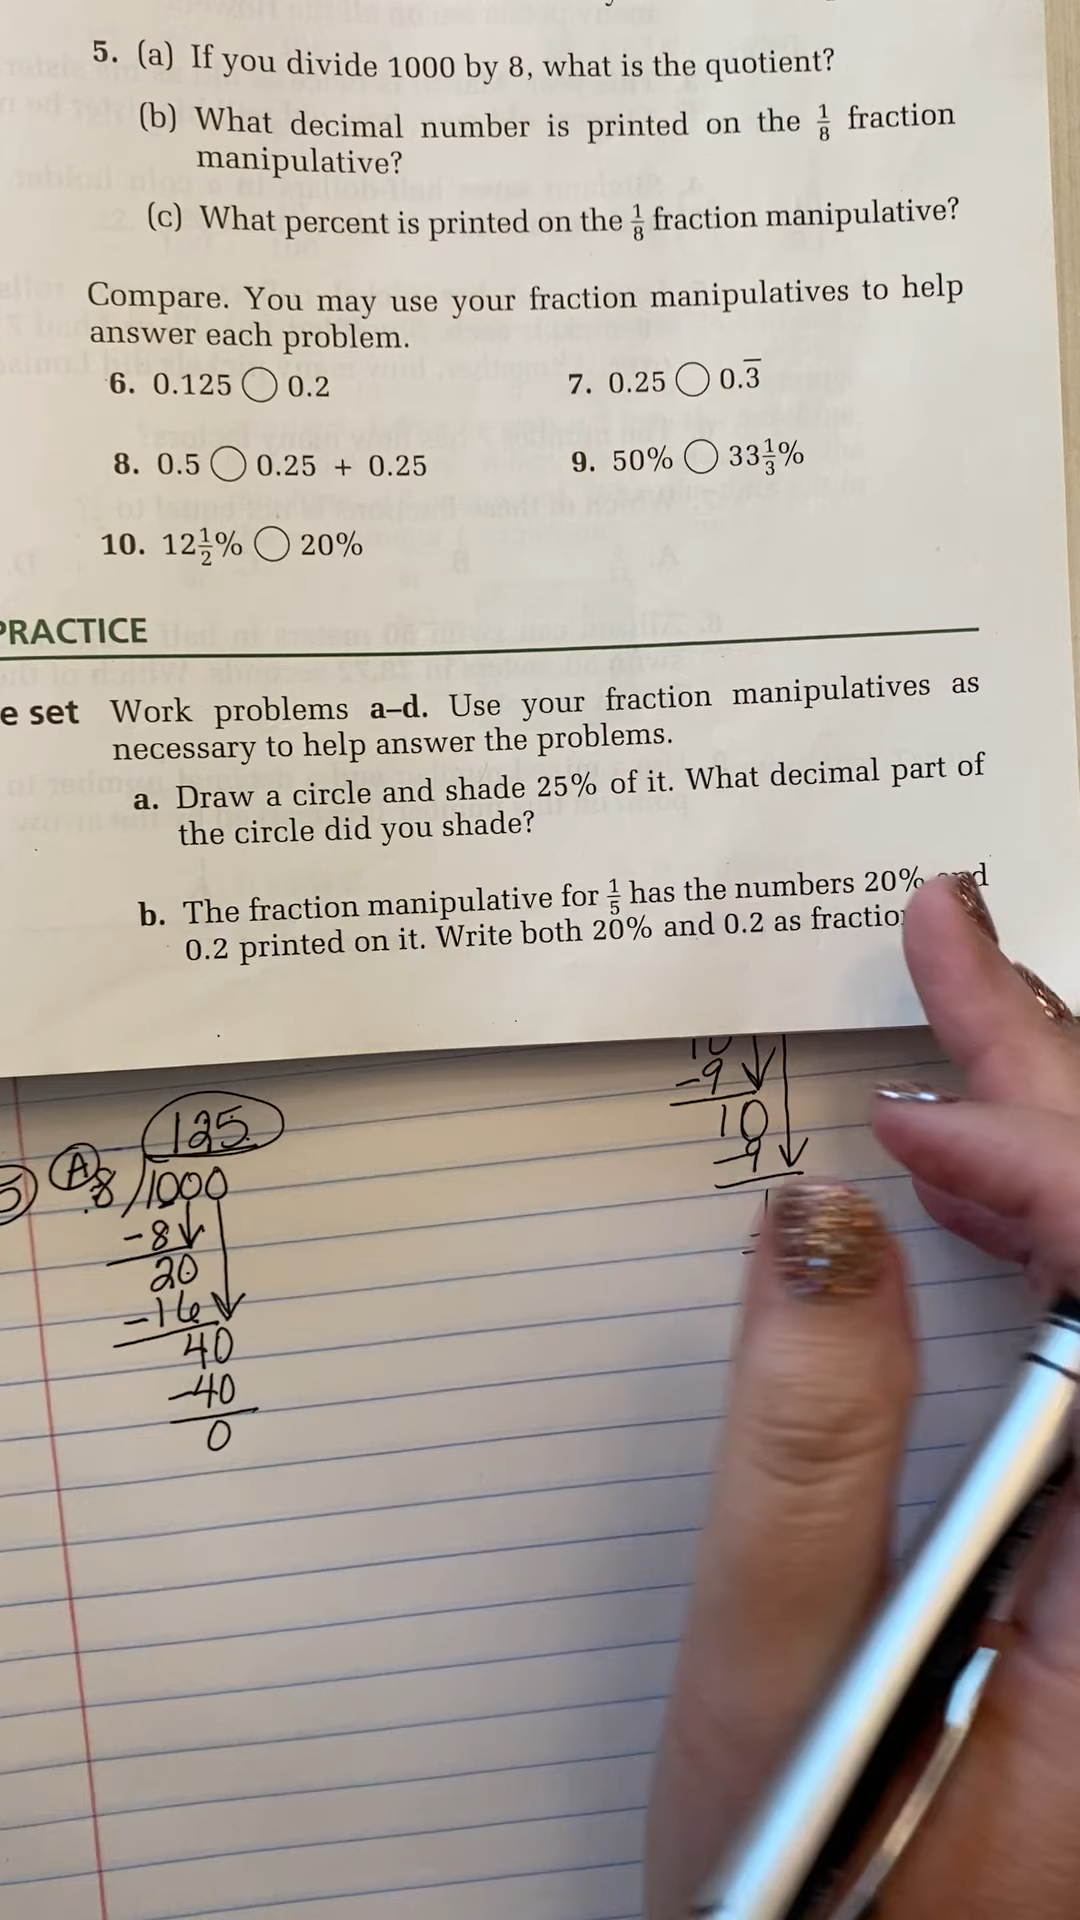 5. (a) If you divide 1000 by 8, what is the quotient?
(b) What decimal number is printed on the 1/8 fraction
manipulative?
(c) What percent is printed on the 1/8 fraction manipulative?
Compare. You may use your fraction manipulatives to help
answer each problem.
6. 0.125 ◯ 0.2
7. 0.25 ◯ 0.3̅
8. 0.5 ◯ 0.25 + 0.25
9. 50% ◯ 33 1/3%
10. 12 1/2% ◯ 20%
PRACTICE
e set Work problems a–d. Use your fraction manipulatives as
necessary to help answer the problems.
a. Draw a circle and shade 25% of it. What decimal part of
the circle did you shade?
b. The fraction manipulative for 1/5 has the numbers 20%
0.2 printed on it. Write both 20% and 0.2 as
10
-9
10
-9
125.
5 A 8 1000
-8
20
-16
40
-40
0